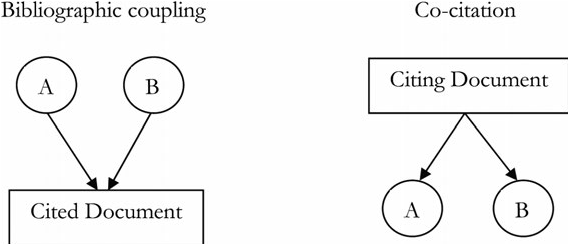 Bibliographic coupling
A
B
Cited Document
Co-citation
Citing Document
A
B